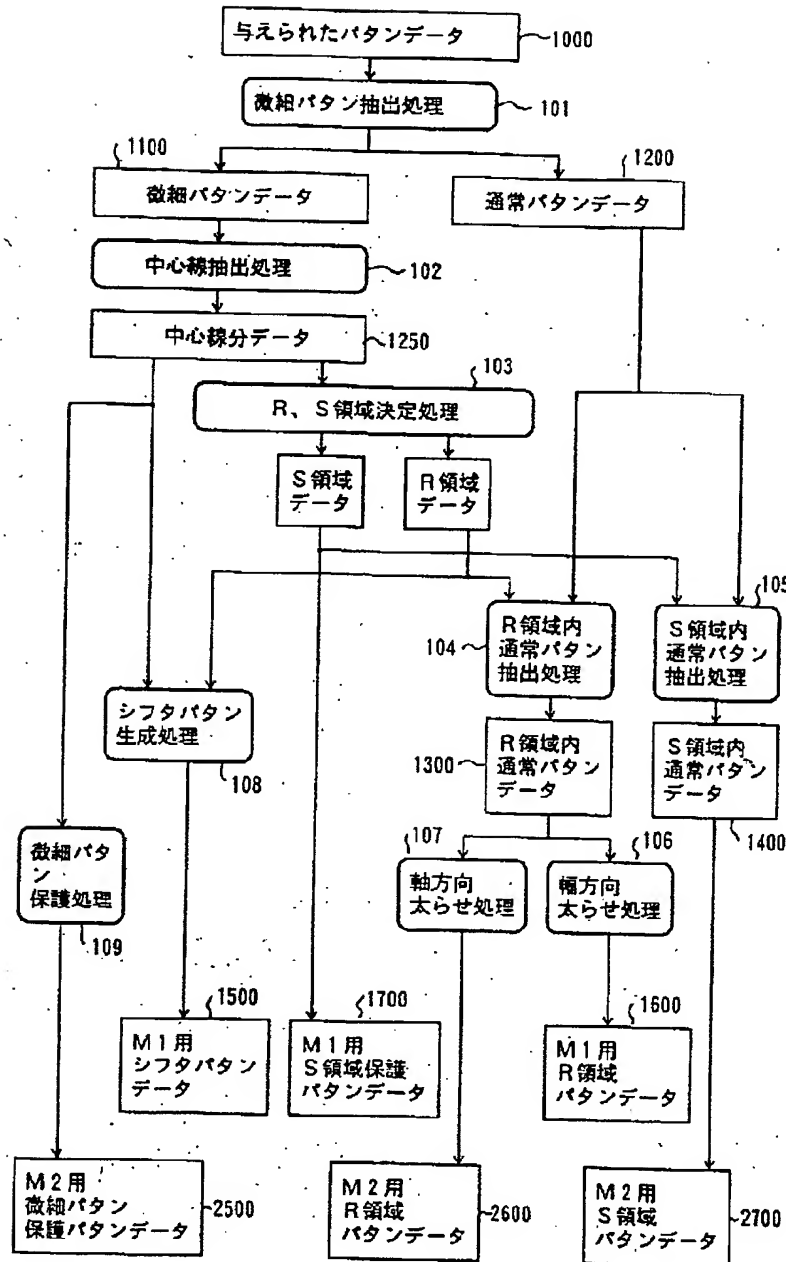 与えられたパタンデータ
1000
微細パタン抽出処理
101
1100
1200
微細パタンデータ
通常パタンデータ
中心線抽出処理
102
中心線分データ
1250
103
R、S領域決定処理
S領域
データ
R領域
データ
105
104
R領域内
通常パタン
抽出処理
S領域内
通常パタン
抽出処理
シフタパタン
生成処理
108
1300
R領域内
通常パタン
データ
S領域内
通常パタン
データ
1400
107
106
微細パタ
ン
保護処理
109
軸方向
太らせ処理
幅方向
太らせ処理
1500
1700
1600
M1用
シフタパタン
データ
M1用
S領域保護
パタンデータ
M1用
R領域
パタンデータ
M2用
微細パタン
保護パタンデータ
2500
M2用
R領域
パタンデータ
2600
M2用
S領域
パタンデータ
2700